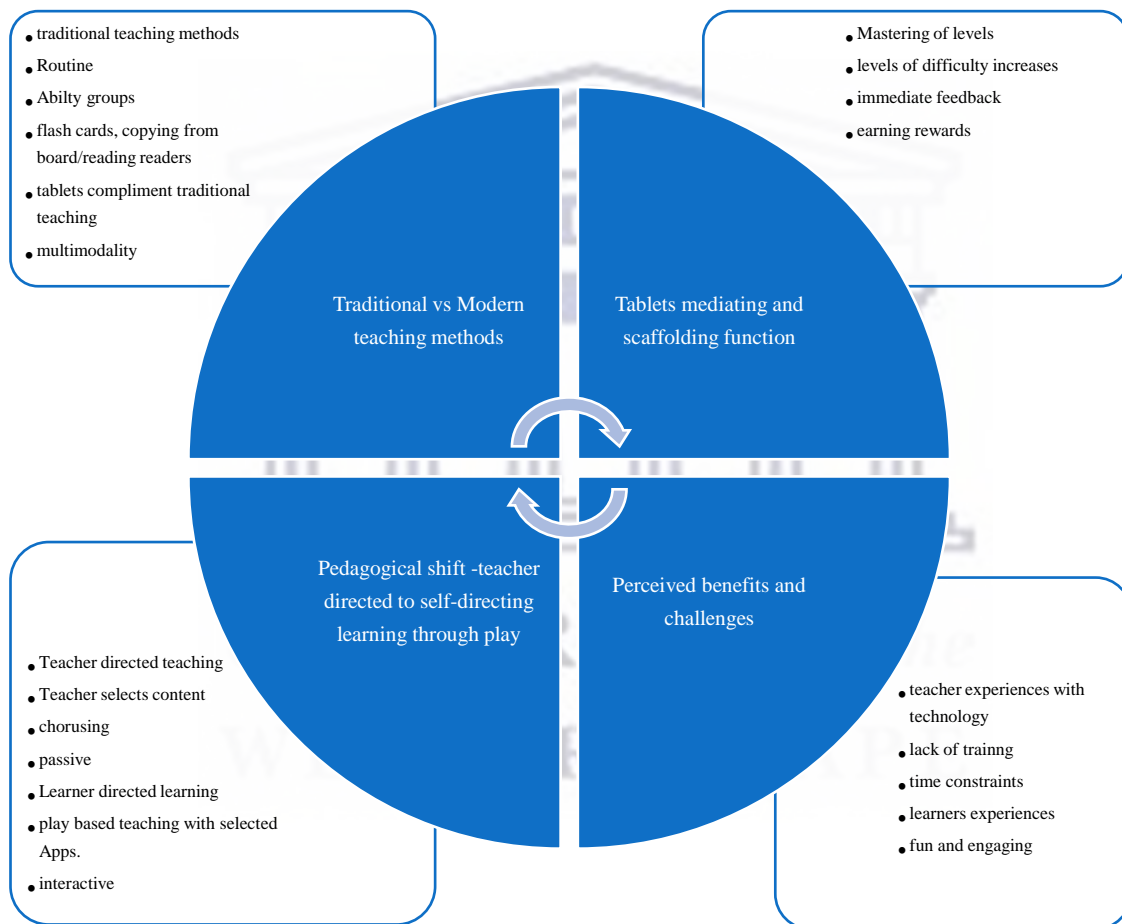 • traditional teaching methods
• Routine
• Abilty groups
• flash cards, copying from
board/reading readers
• tablets compliment traditional
teaching
• multimodality
• Mastering of levels
• levels of difficulty increases
• immediate feedback
• earning rewards
Traditional vs Modern
teaching methods
Tablets mediating and
scaffolding function
Pedagogical shift -teacher
directed to self-directing
learning through play
Perceived benefits and
challenges
• Teacher directed teaching
• Teacher selects content
• chorusing
• passive
• Learner directed learning
• play based teaching with selected
Apps.
• interactive
• teacher experiences with
technology
• lack of trainng
• time constraints
• learners experiences
• fun and engaging